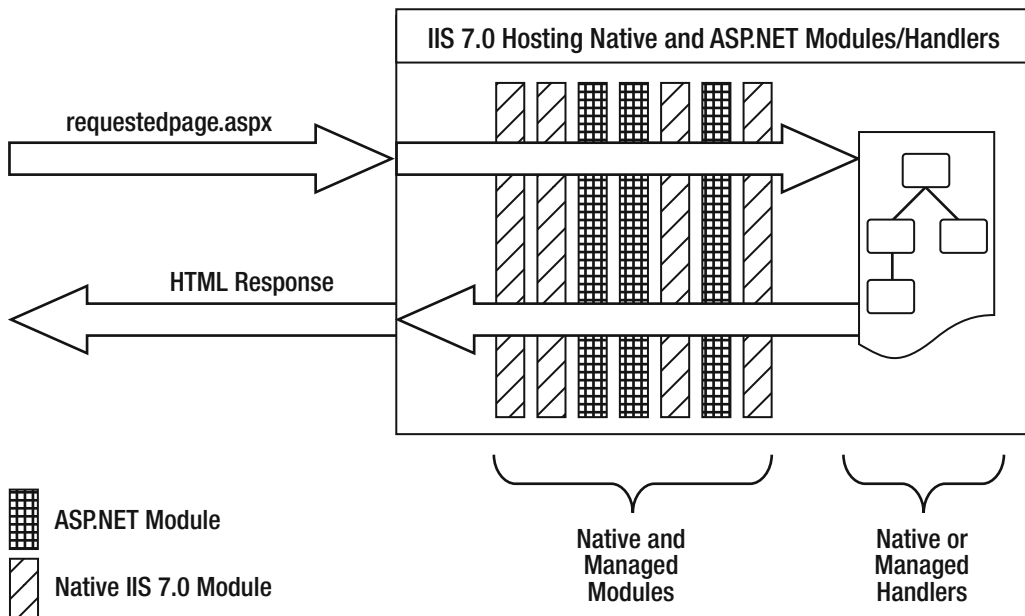 IIS 7.0 Hosting Native and ASP.NET Modules/Handlers
requestedpage.aspx
HTML Response
ASP.NET Module
Native IIS 7.0 Module
Native and
Managed
Modules
Native or
Managed
Handlers